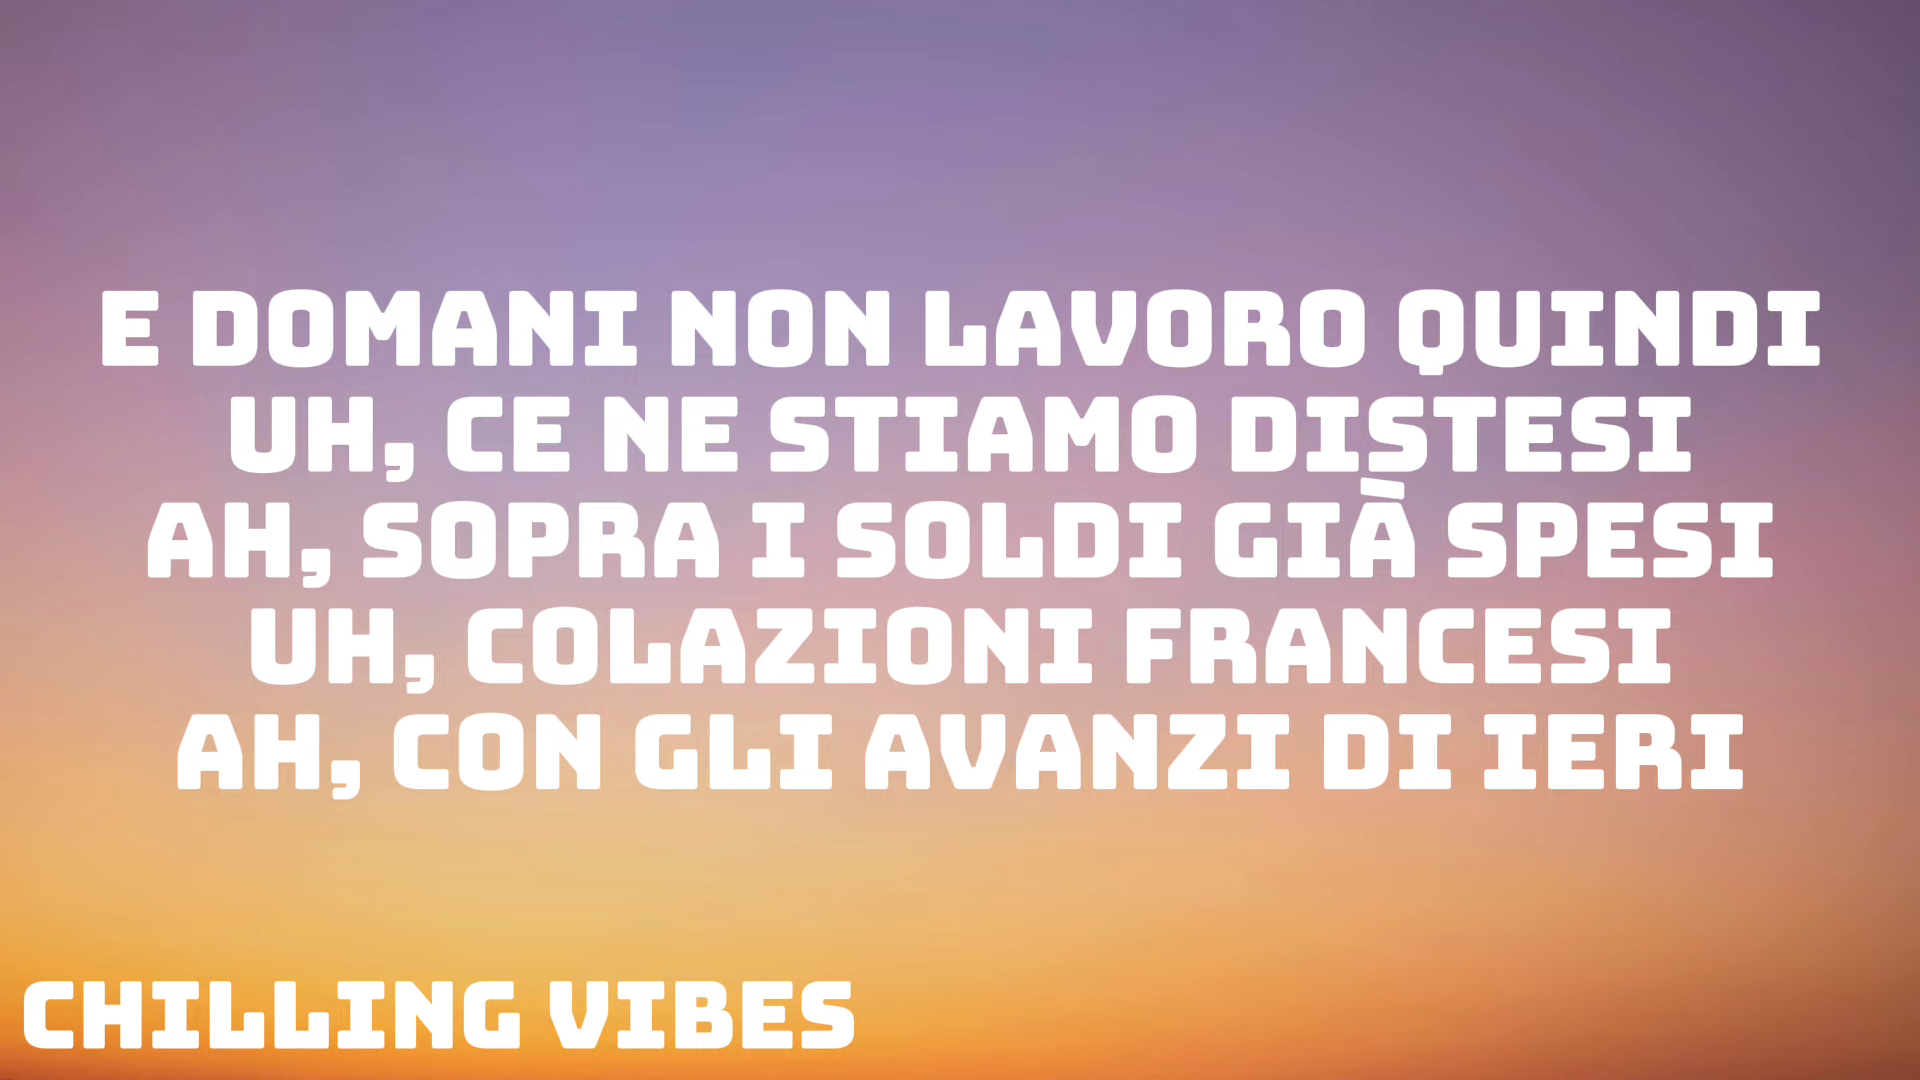 E DOMANI NON LAVORO QUINDI
UH, CE NE STIAMO DISTESI
AH, SOPRA I SOLDI GIÀ SPESI
UH, COLAZIONI FRANCESI
AH, CON GLI AVANZI DI IERI
CHILLING VIBES